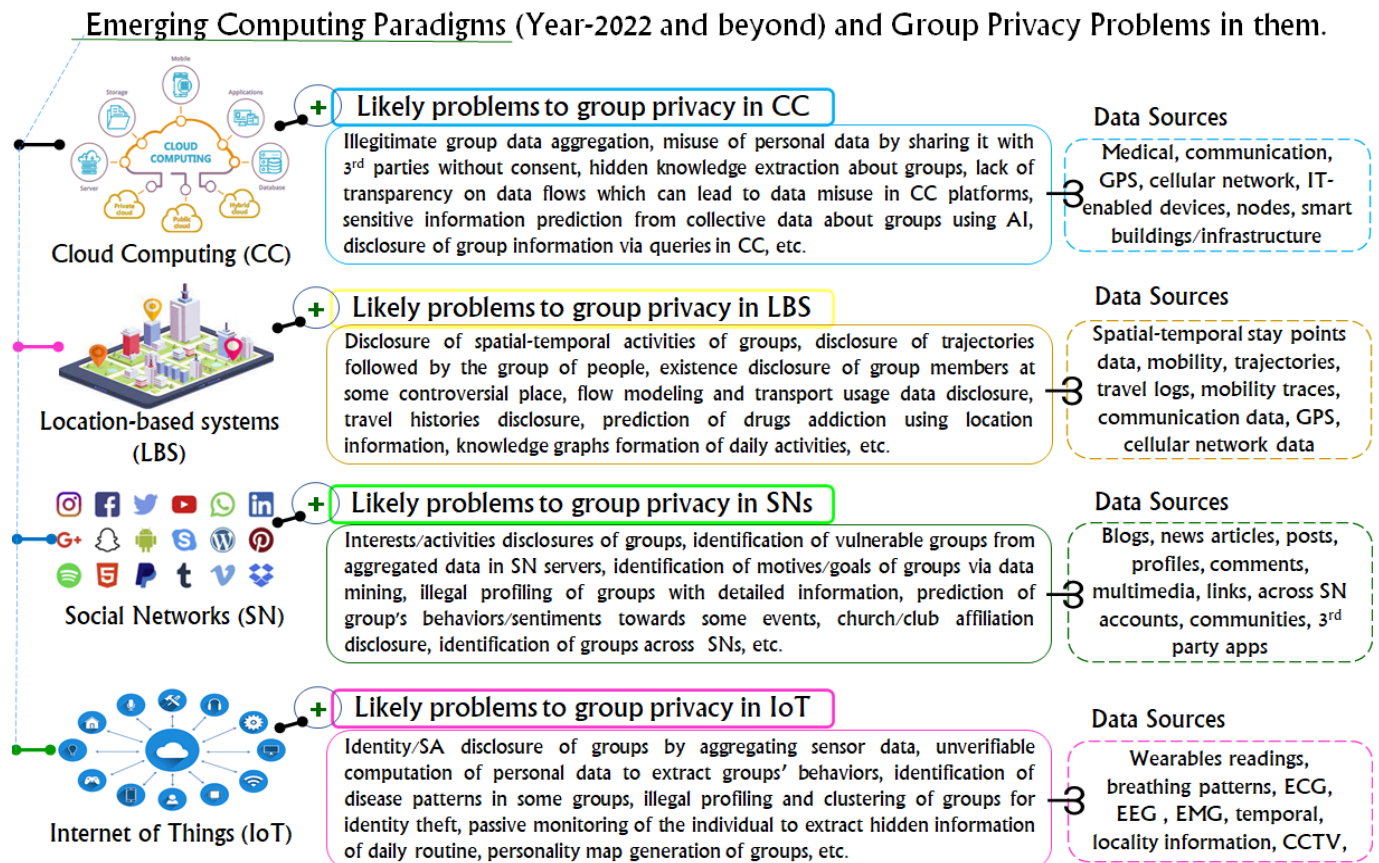 Emerging Computing Paradigms (Year-2022 and beyond) and Group Privacy Problems in them.
Mobile
Storage
Applications
CLOUD
COMPUTING
Server
Database
Private
cloud
Public
cloud
Hybrid
cloud
Cloud Computing (CC)
+
Likely problems to group privacy in CC
Illegitimate group data aggregation, misuse of personal data by sharing it with
3rd parties without consent, hidden knowledge extraction about groups, lack of
transparency on data flows which can lead to data misuse in CC platforms,
sensitive information prediction from collective data about groups using AI,
disclosure of group information via queries in CC, etc.
Data Sources
Medical, communication,
GPS, cellular network, IT-
enabled devices, nodes, smart
buildings/infrastructure
Location-based systems
(LBS)
+
Likely problems to group privacy in LBS
Disclosure of spatial-temporal activities of groups, disclosure of trajectories
followed by the group of people, existence disclosure of group members at
some controversial place, flow modeling and transport usage data disclosure,
travel histories disclosure, prediction of drugs addiction using location
information, knowledge graphs formation of daily activities, etc.
Data Sources
Spatial-temporal stay points
data, mobility, trajectories,
travel logs, mobility traces,
communication data, GPS,
cellular network data
in
G+
S
W
5
t
Social Networks (SN)
+
Likely problems to group privacy in SNs
Interests/activities disclosures of groups, identification of vulnerable groups from
aggregated data in SN servers, identification of motives/goals of groups via data
mining, illegal profiling of groups with detailed information, prediction of
group's behaviors/sentiments towards some events, church/club affiliation
disclosure, identification of groups across SNs, etc.
Data Sources
Blogs, news articles, posts,
profiles, comments,
multimedia, links, across SN
accounts, communities, 3rd
party apps
Internet of Things (IoT)
+
Likely problems to group privacy in IoT
Identity/SA disclosure of groups by aggregating sensor data, unverifiable
computation of personal data to extract groups' behaviors, identification of
disease patterns in some groups, illegal profiling and clustering of groups for
identity theft, passive monitoring of the individual to extract hidden information
of daily routine, personality map generation of groups, etc.
Data Sources
Wearables readings,
breathing patterns, ECG,
EEG , EMG, temporal,
locality information, CCTV,